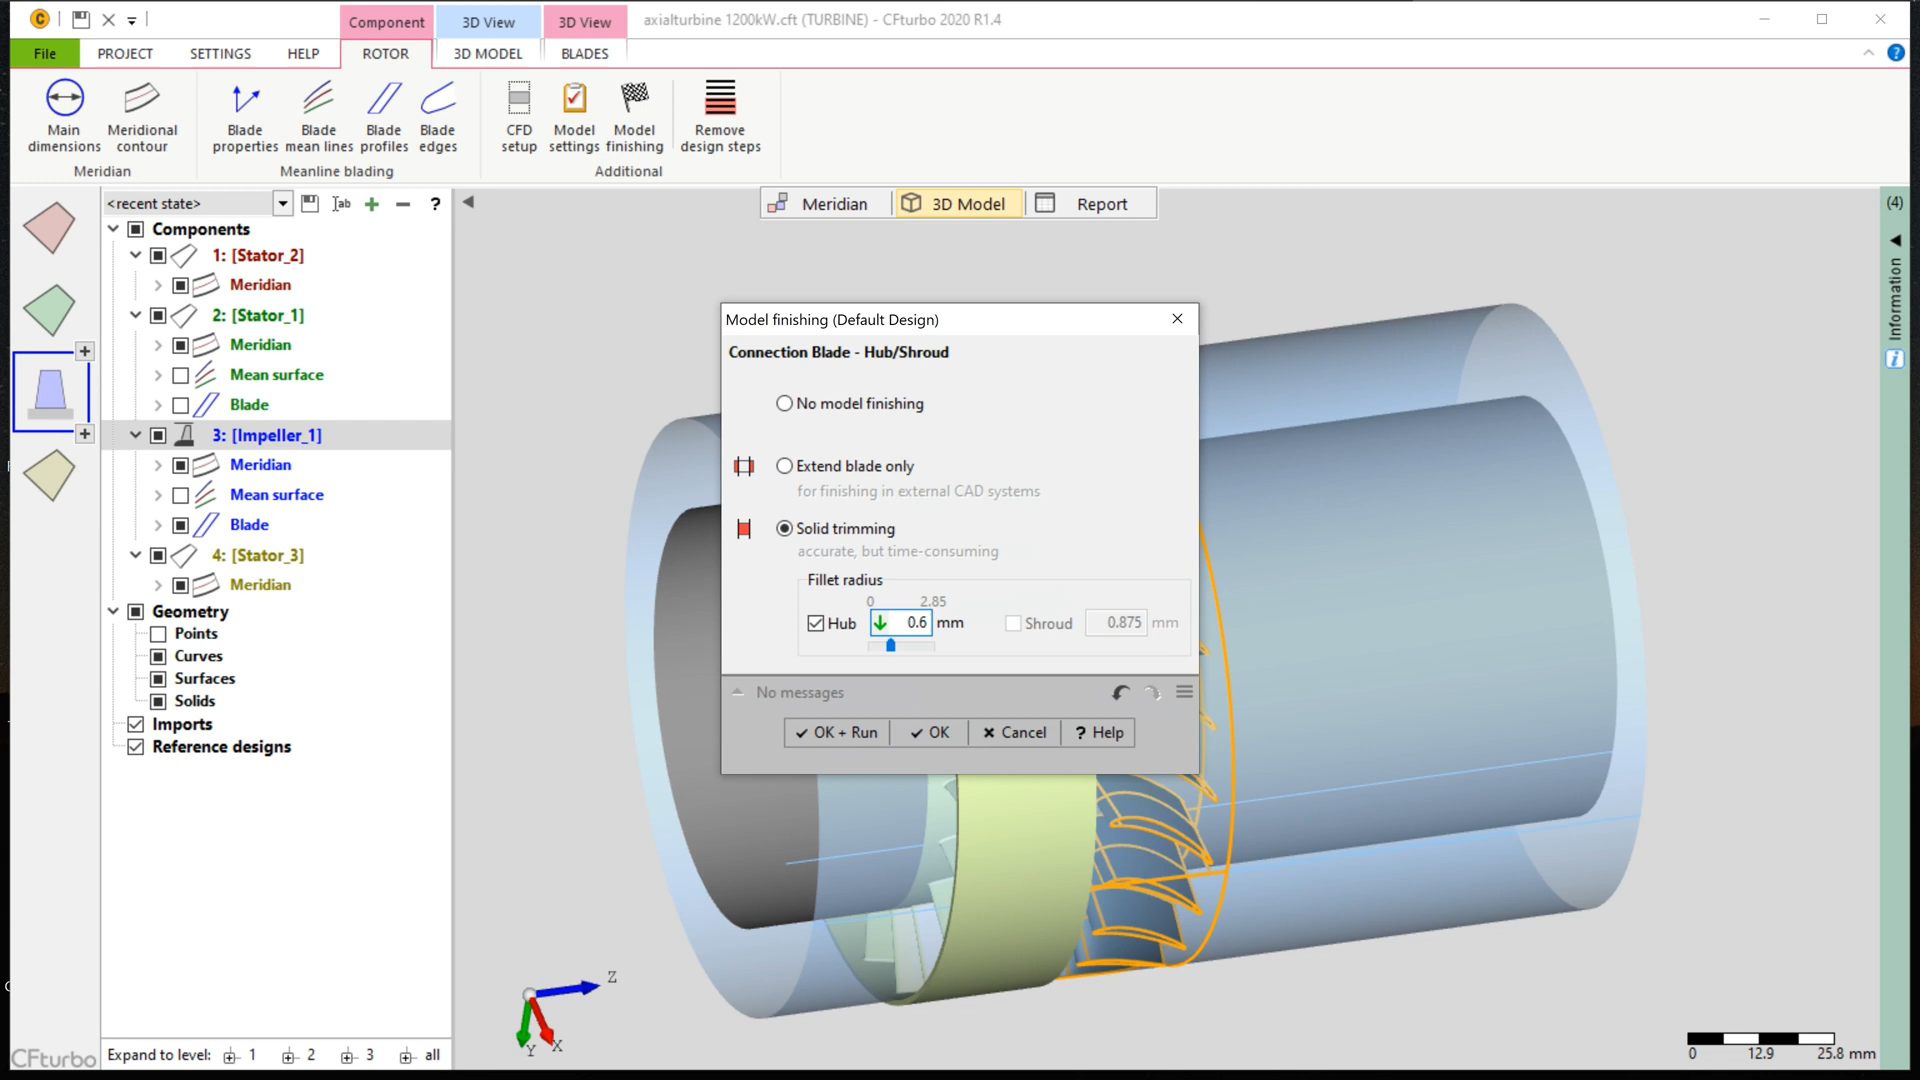 Component
3D View
3D View
axialturbine 1200kW.cft (TURBINE) - CFturbo 2020 R1.4
File
PROJECT
SETTINGS
HELP
ROTOR
3D MODEL
BLADES
Main dimensions
Meridional contour
Blade properties
Blade mean lines
Blade profiles
Blade edges
CFD setup
Model settings
Model finishing
Remove design steps
Meridian
Meanline blading
Additional
<recent state>
ab
?
Meridian
3D Model
Report
(4)
Information
Components
1: [Stator_2]
Meridian
2: [Stator_1]
Meridian
Mean surface
Blade
3: [Impeller_1]
Meridian
Mean surface
Blade
4: [Stator_3]
Meridian
Geometry
Points
Curves
Surfaces
Solids
Imports
Reference designs
Model finishing (Default Design)
Connection Blade - Hub/Shroud
No model finishing
Extend blade only
for finishing in external CAD systems
Solid trimming
accurate, but time-consuming
Fillet radius
0 2.85
Hub 0.6 mm Shroud 0.875 mm
No messages
OK + Run OK Cancel ? Help
Z
Y X
0 12.9 25.8 mm
CFturbo
Expand to level: 1 2 3 all